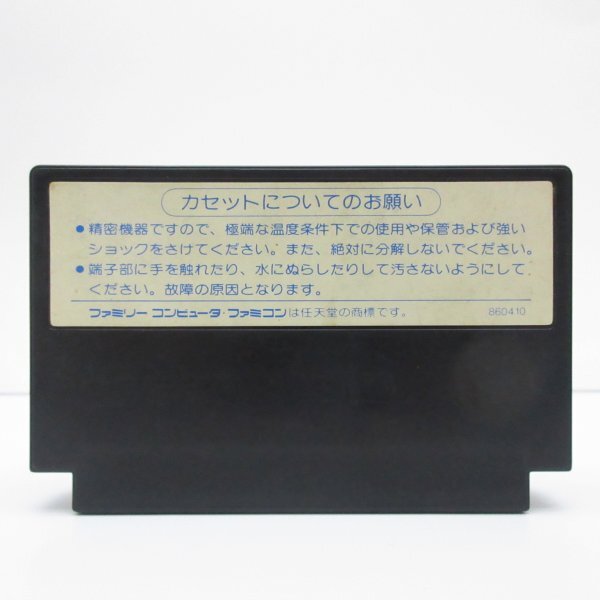 カセットについてのお願い
●精密機器ですので、極端な温度条件下での使用や保管および強い
ショックをさけてください。また、絶対に分解しないでください。
●端子部に手を触れたり、水にぬらしたりして汚さないようにして
ください。故障の原因となります。
ファミリー コンピュータ・ファミコンは任天堂の商標です。 860410